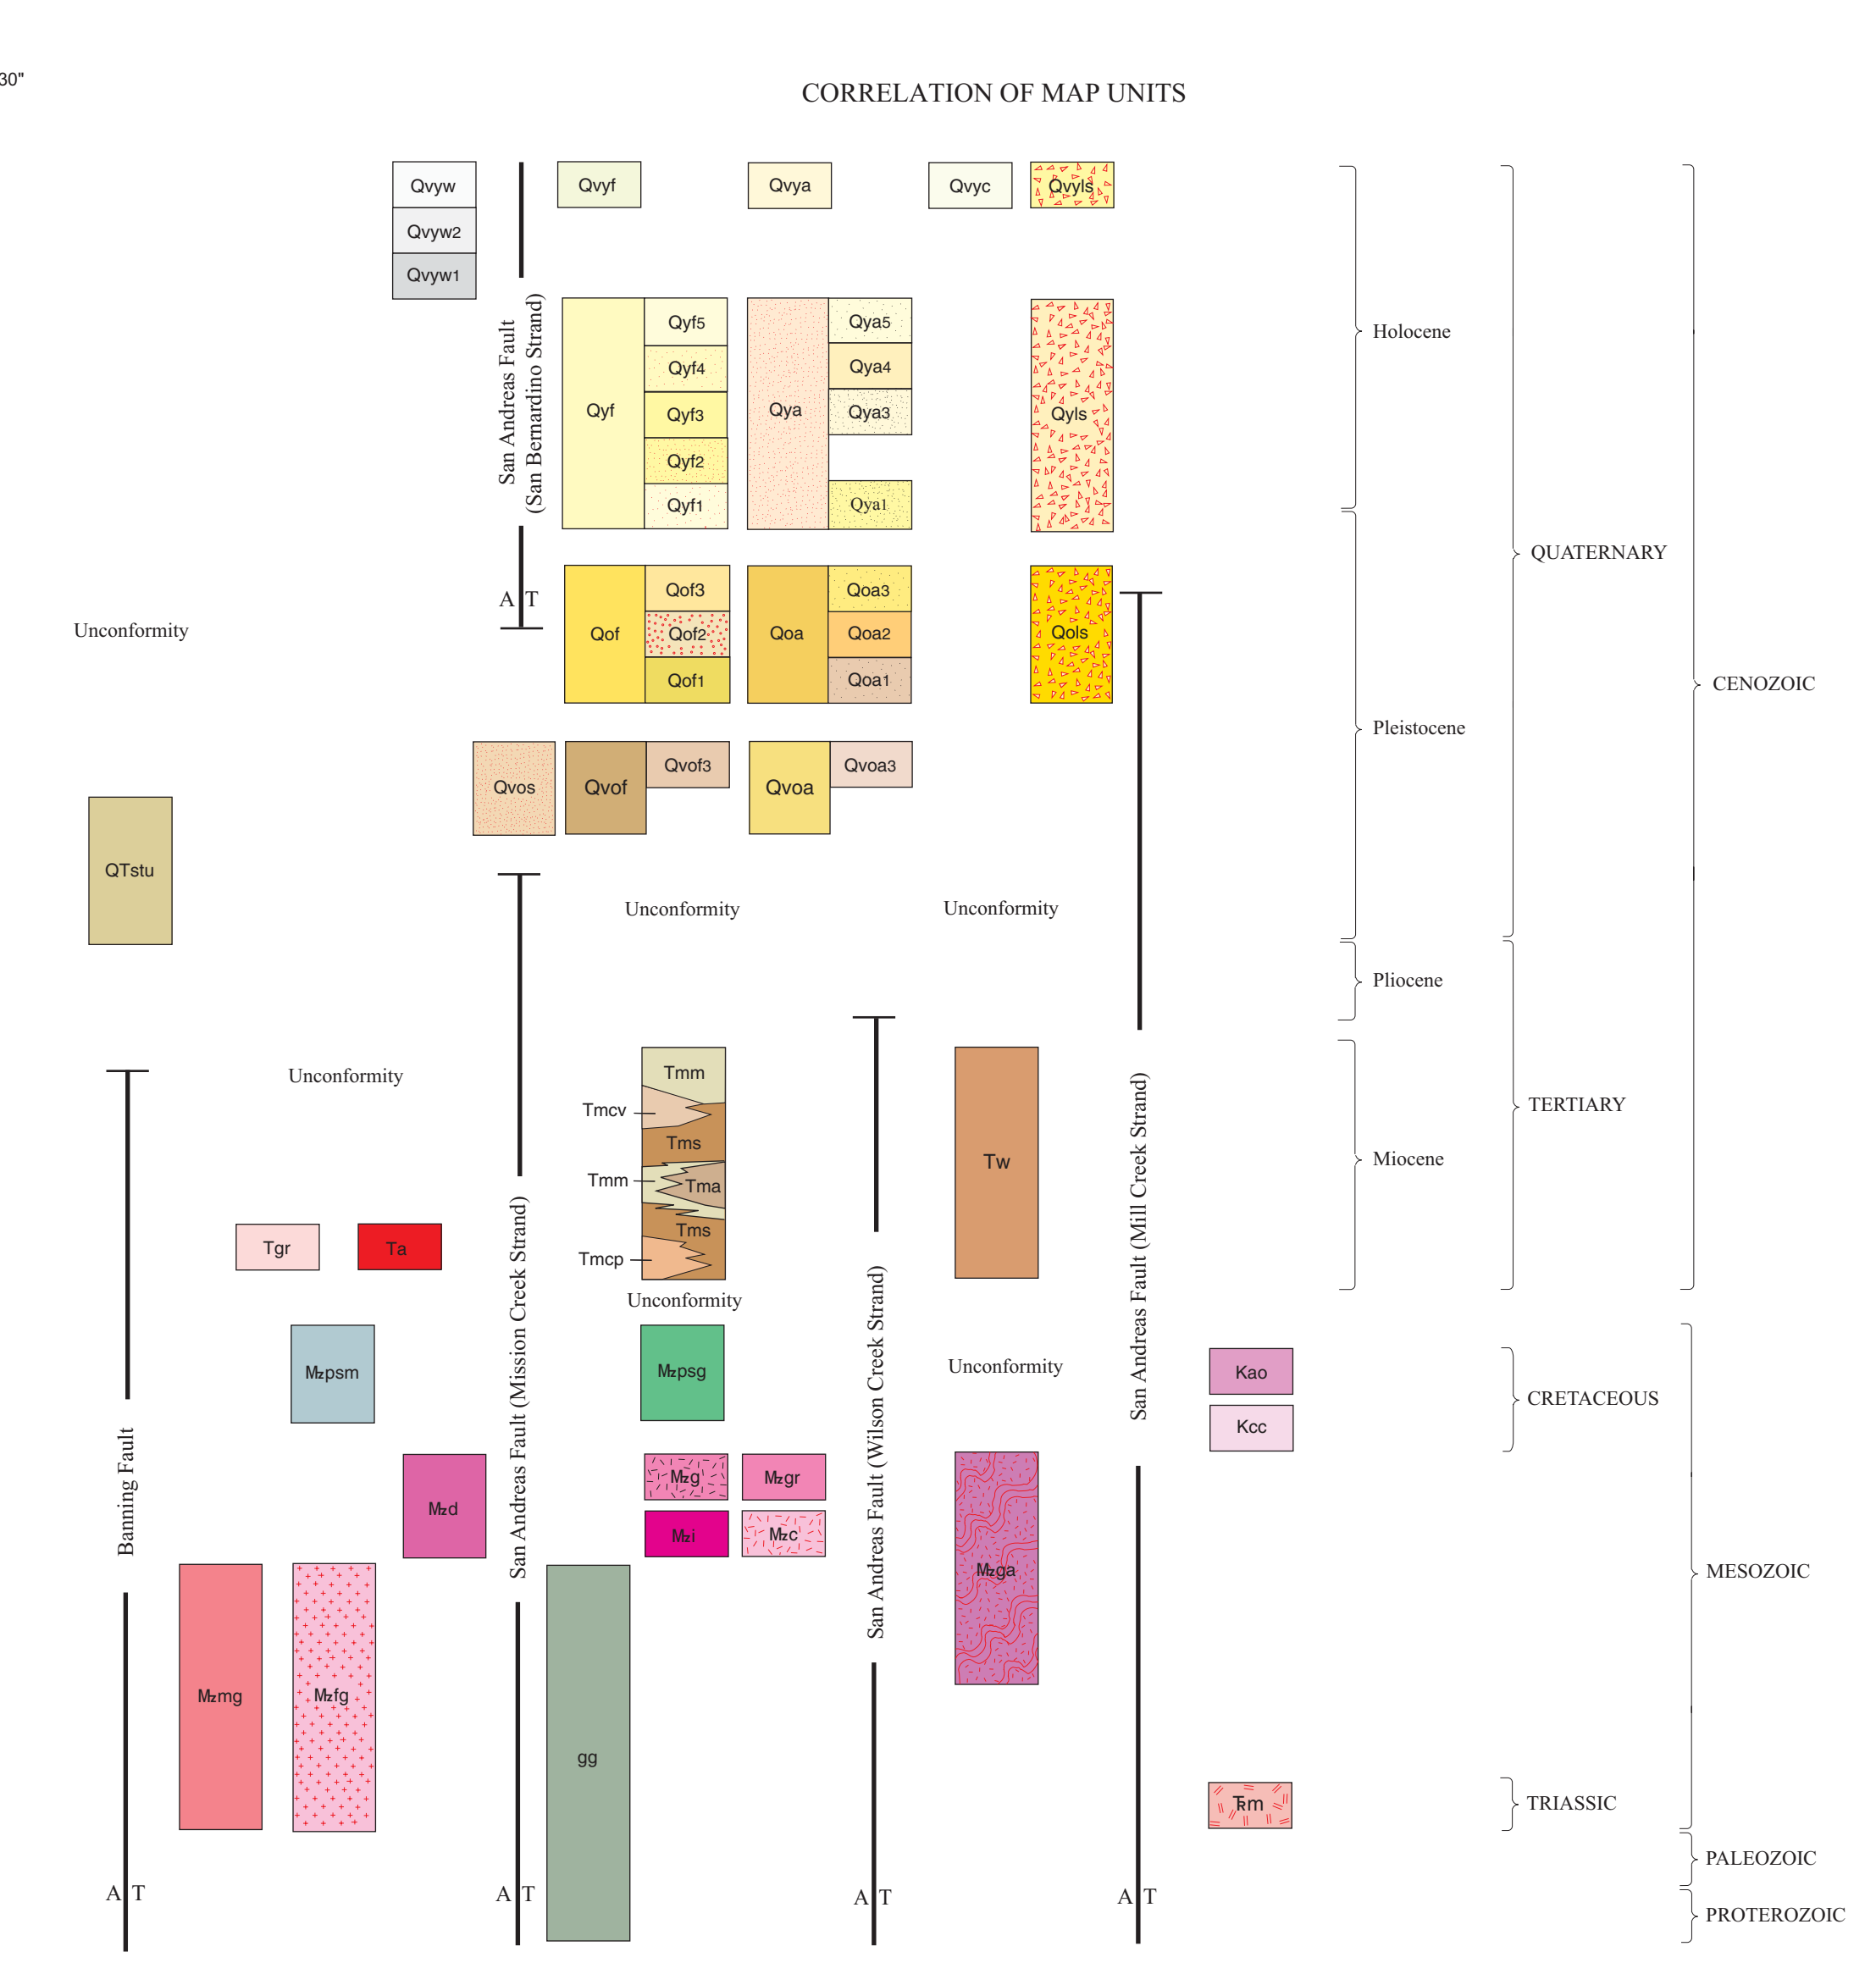 30"
CORRELATION OF MAP UNITS
Qvyw
Qvyf
Qvya
Qvyc
Qvyls
Qvyw2
Qvyw1
San Andreas Fault
(San Bernardino Strand)
Qyf
Qyf5
Qyf4
Qyf3
Qyf2
Qyf1
Qya
Qya5
Qya4
Qya3
Qya1
Qyls
Holocene
QUATERNARY
A T
Qof
Qof3
Qof2
Qof1
Qoa
Qoa3
Qoa2
Qoa1
Qols
Unconformity
CENOZOIC
Pleistocene
Qvos
Qvof
Qvof3
Qvoa
Qvoa3
QTstu
Unconformity
Unconformity
Pliocene
Unconformity
Tmm
Tmcv
Tms
Tmm
Tma
Tms
Tmcp
Unconformity
Tw
TERTIARY
Miocene
Tgr
Ta
San Andreas Fault (Mission Creek Strand)
San Andreas Fault (Wilson Creek Strand)
San Andreas Fault (Mill Creek Strand)
Banning Fault
Mzpsm
Mzpsg
Unconformity
Kao
Kcc
CRETACEOUS
Mzd
Mzg
Mzgr
Mzi
Mzc
Mzga
MESOZOIC
Mzmg
Mzfg
gg
Ꞧm
TRIASSIC
PALEOZOIC
A T
A T
A T
A T
PROTEROZOIC